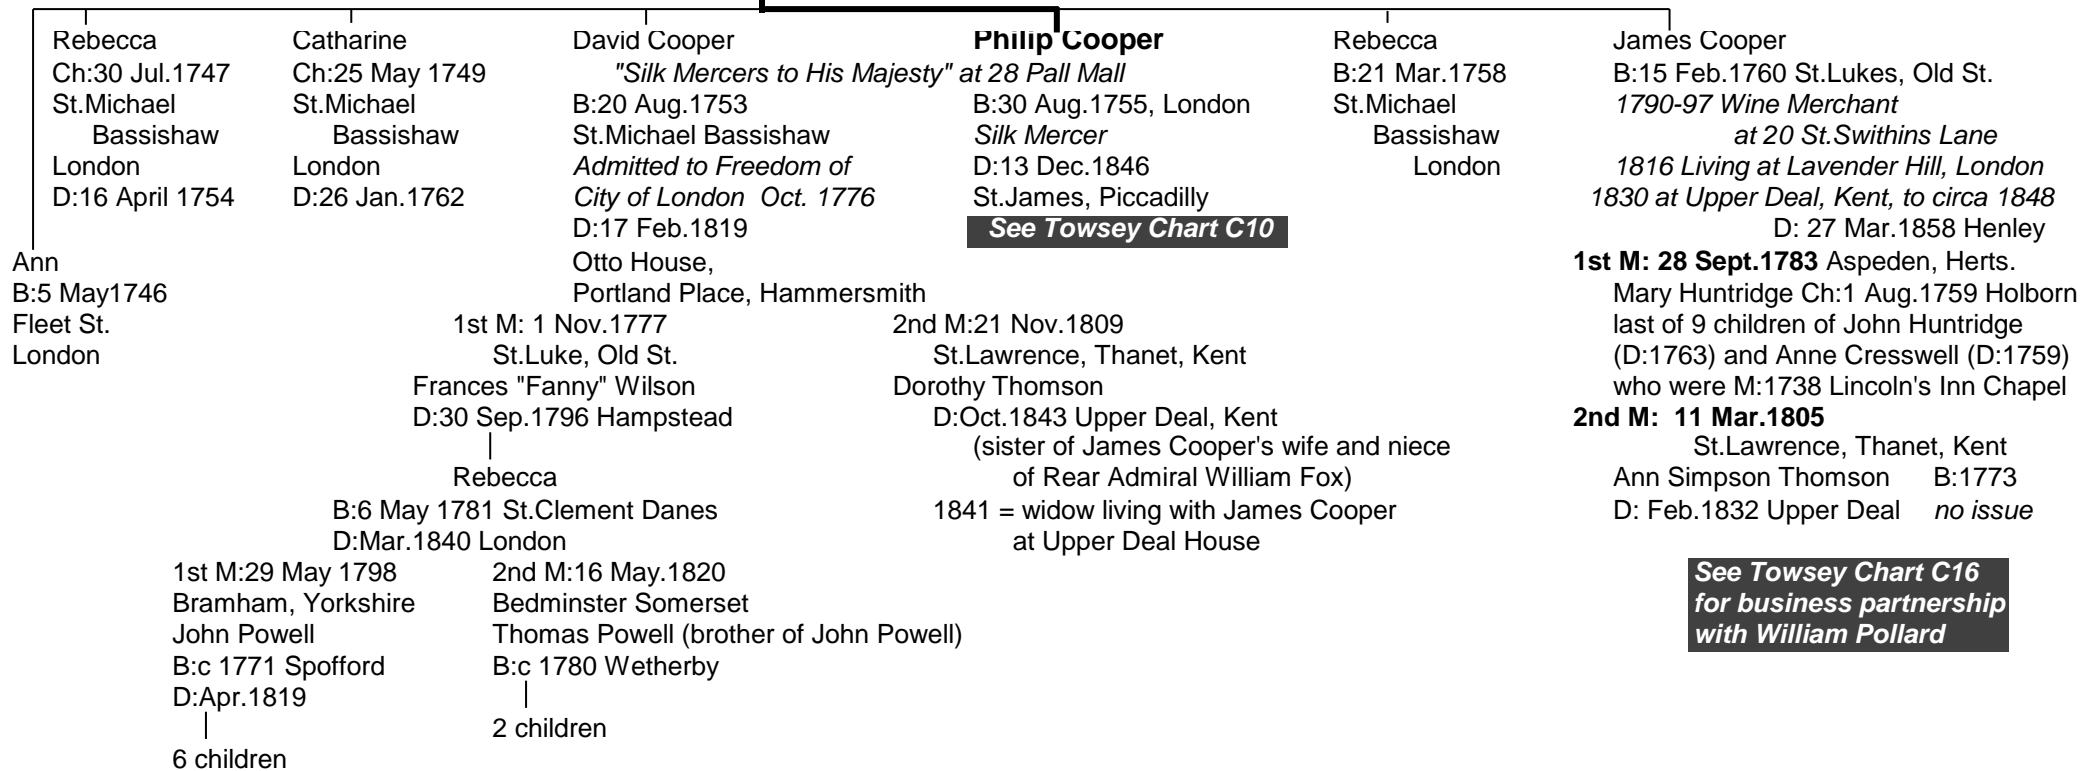 Rebecca
Ch:30 Jul.1747
St.Michael
Bassishaw
London
D:16 April 1754
Catharine
Ch:25 May 1749
St.Michael
Bassishaw
London
D:26 Jan.1762
David Cooper
Philip Cooper
"Silk Mercers to His Majesty" at 28 Pall Mall
B:20 Aug.1753
St.Michael Bassishaw
Admitted to Freedom of
City of London Oct. 1776
D:17 Feb.1819
Otto House,
Portland Place, Hammersmith
B:30 Aug.1755, London
Silk Mercer
D:13 Dec.1846
St.James, Piccadilly
See Towsey Chart C10
Rebecca
B:21 Mar.1758
St.Michael
Bassishaw
London
James Cooper
B:15 Feb.1760 St.Lukes, Old St.
1790-97 Wine Merchant
at 20 St.Swithins Lane
1816 Living at Lavender Hill, London
1830 at Upper Deal, Kent, to circa 1848
D: 27 Mar.1858 Henley
1st M: 28 Sept.1783 Aspeden, Herts.
Mary Huntridge Ch:1 Aug.1759 Holborn
last of 9 children of John Huntridge
(D:1763) and Anne Cresswell (D:1759)
who were M:1738 Lincoln's Inn Chapel
2nd M: 11 Mar.1805
St.Lawrence, Thanet, Kent
Ann Simpson Thomson B:1773
D: Feb.1832 Upper Deal no issue
See Towsey Chart C16
for business partnership
with William Pollard
Ann
B:5 May1746
Fleet St.
London
1st M: 1 Nov.1777
St.Luke, Old St.
Frances "Fanny" Wilson
D:30 Sep.1796 Hampstead
2nd M:21 Nov.1809
St.Lawrence, Thanet, Kent
Dorothy Thomson
D:Oct.1843 Upper Deal, Kent
(sister of James Cooper's wife and niece
of Rear Admiral William Fox)
1841 = widow living with James Cooper
at Upper Deal House
Rebecca
B:6 May 1781 St.Clement Danes
D:Mar.1840 London
1st M:29 May 1798
Bramham, Yorkshire
John Powell
B:c 1771 Spofford
D:Apr.1819
6 children
2nd M:16 May.1820
Bedminster Somerset
Thomas Powell (brother of John Powell)
B:c 1780 Wetherby
2 children